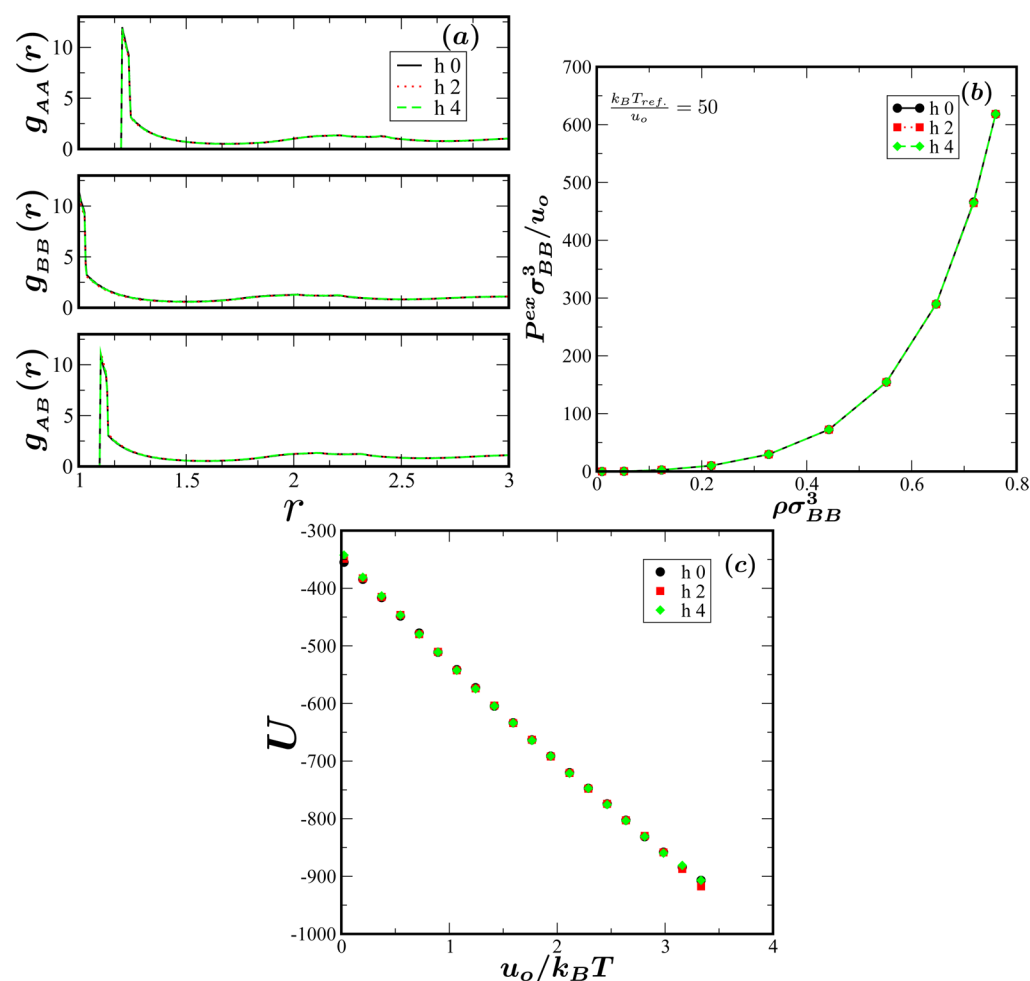 (a)
h 0
h 2
h 4
g_AA(r)
10
5
0
g_BB(r)
10
5
0
g_AB(r)
10
5
0
1 1.5 2 2.5 3
r
(b)
k_BT_ref. / u_o = 50
h 0
h 2
h 4
P^ex σ^3_BB/u_o
700
600
500
400
300
200
100
0
0 0.2 0.4 0.6 0.8
ρσ^3_BB
(c)
h 0
h 2
h 4
U
-300
-400
-500
-600
-700
-800
-900
-1000
0 1 2 3 4
u_o/k_BT